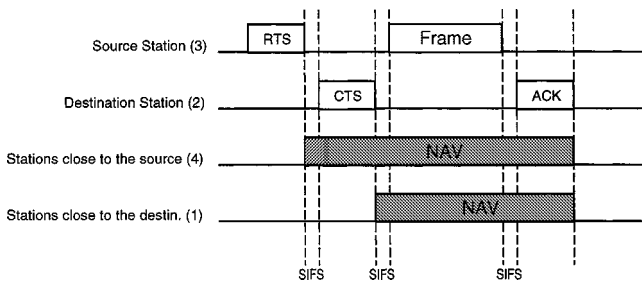 Source Station (3)
RTS
Frame
Destination Station (2)
CTS
ACK
Stations close to the source (4)
NAV
Stations close to the destin. (1)
NAV
SIFS
SIFS
SIFS